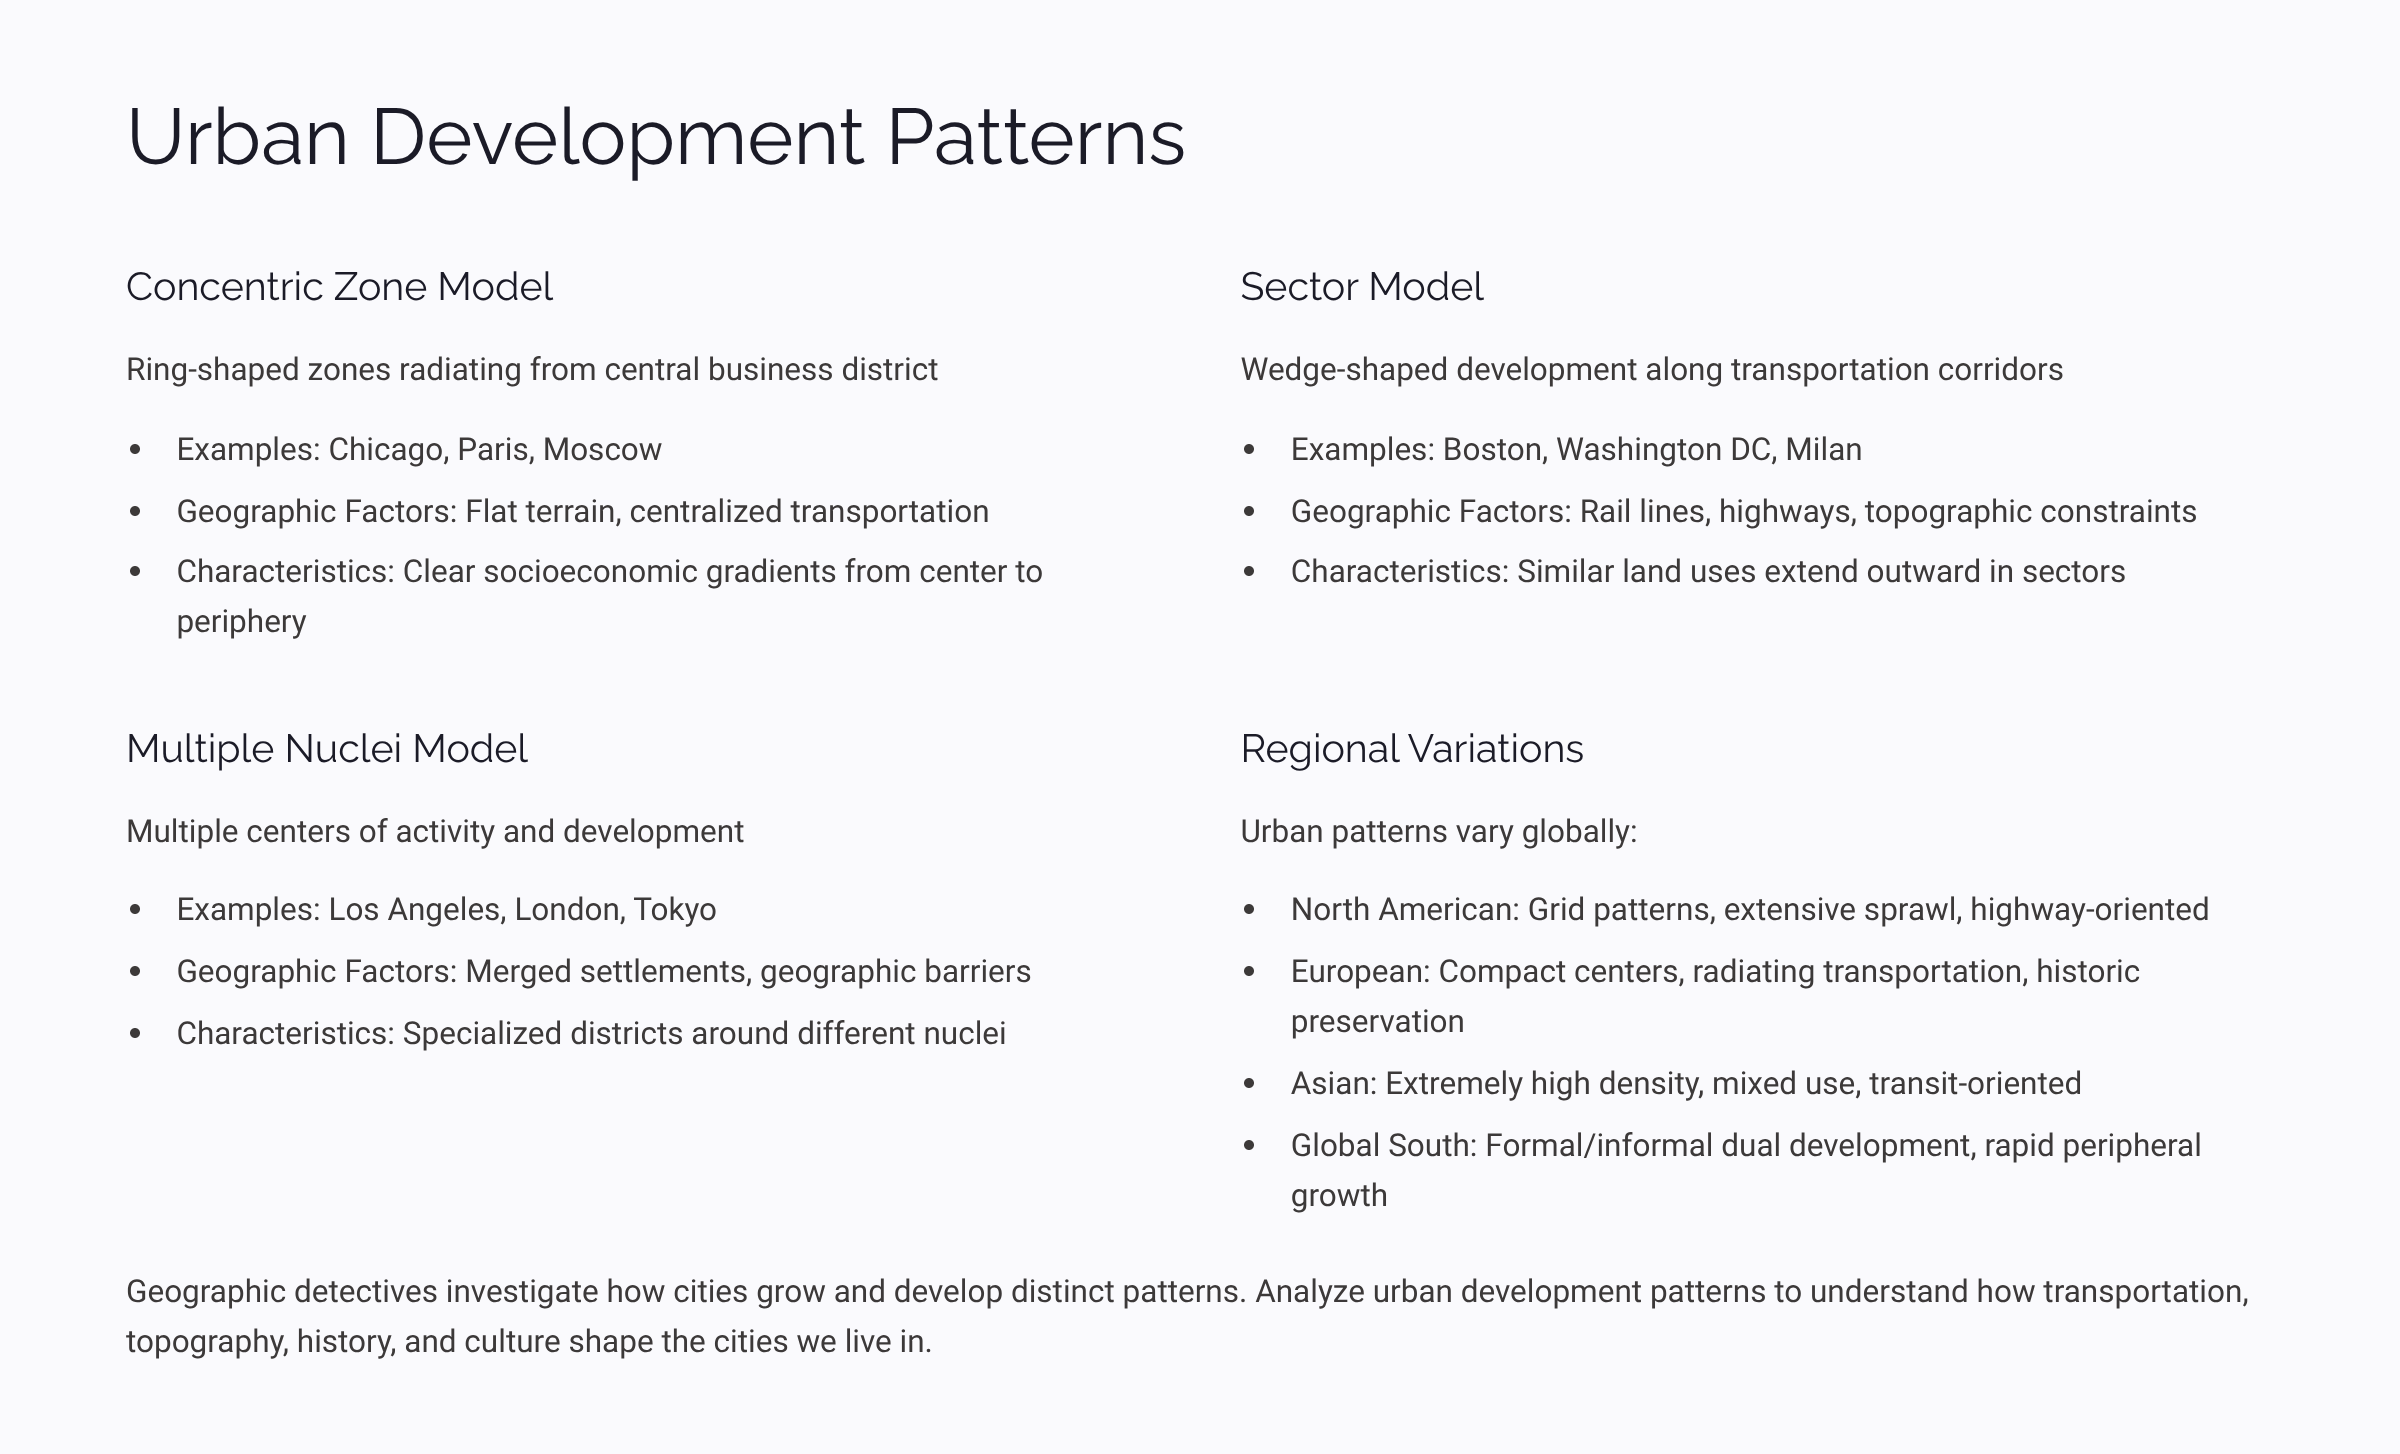 Urban Development Patterns
Concentric Zone Model
Ring-shaped zones radiating from central business district
• Examples: Chicago, Paris, Moscow
• Geographic Factors: Flat terrain, centralized transportation
• Characteristics: Clear socioeconomic gradients from center to
periphery
Sector Model
Wedge-shaped development along transportation corridors
• Examples: Boston, Washington DC, Milan
• Geographic Factors: Rail lines, highways, topographic constraints
• Characteristics: Similar land uses extend outward in sectors
Multiple Nuclei Model
Multiple centers of activity and development
• Examples: Los Angeles, London, Tokyo
• Geographic Factors: Merged settlements, geographic barriers
• Characteristics: Specialized districts around different nuclei
Regional Variations
Urban patterns vary globally:
• North American: Grid patterns, extensive sprawl, highway-oriented
• European: Compact centers, radiating transportation, historic
preservation
• Asian: Extremely high density, mixed use, transit-oriented
• Global South: Formal/informal dual development, rapid peripheral
growth
Geographic detectives investigate how cities grow and develop distinct patterns. Analyze urban development patterns to understand how transportation,
topography, history, and culture shape the cities we live in.